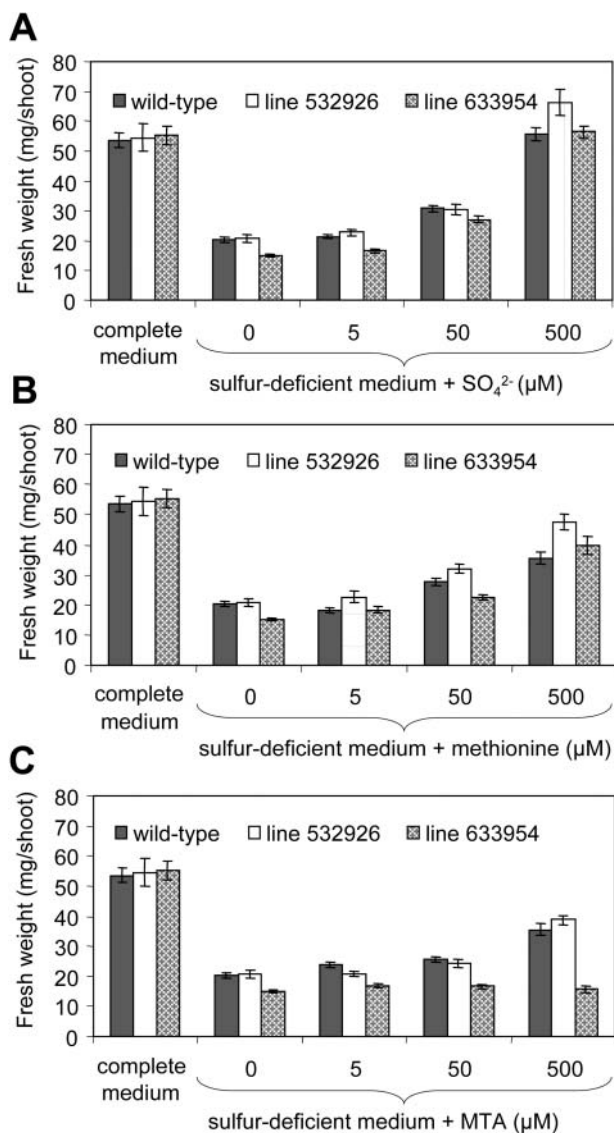 A
Fresh weight (mg/shoot)
80
70
60
50
40
30
20
10
0
wild-type line 532926 line 633954
complete medium 0 5 50 500
sulfur-deficient medium + SO₄²⁻ (µM)
B
Fresh weight (mg/shoot)
80
70
60
50
40
30
20
10
0
wild-type line 532926 line 633954
complete medium 0 5 50 500
sulfur-deficient medium + methionine (µM)
C
Fresh weight (mg/shoot)
80
70
60
50
40
30
20
10
0
wild-type line 532926 line 633954
complete medium 0 5 50 500
sulfur-deficient medium + MTA (µM)